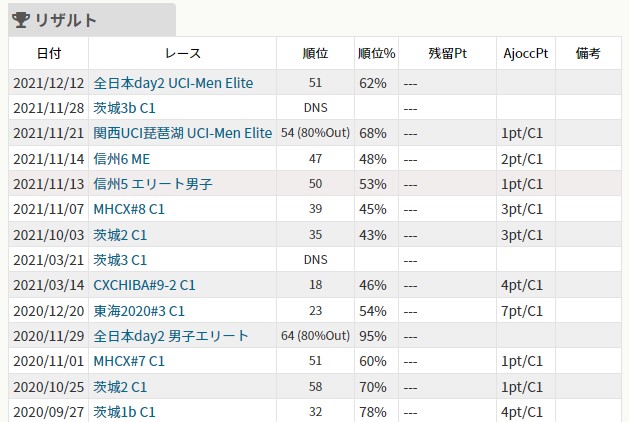 リザルト
日付 レース 順位 順位% 残留Pt AjoccPt 備考
2021/12/12 全日本day2 UCI-Men Elite 51 62% ---
2021/11/28 茨城3b C1 DNS ---
2021/11/21 関西UCI琵琶湖 UCI-Men Elite 54 (80%Out) 68% --- 1pt/C1
2021/11/14 信州6 ME 47 48% --- 2pt/C1
2021/11/13 信州5 エリート男子 50 53% --- 1pt/C1
2021/11/07 MHCX#8 C1 39 45% --- 3pt/C1
2021/10/03 茨城2 C1 35 43% --- 3pt/C1
2021/03/21 茨城3 C1 DNS ---
2021/03/14 CXCHIBA#9-2 C1 18 46% --- 4pt/C1
2020/12/20 東海2020#3 C1 23 54% --- 7pt/C1
2020/11/29 全日本day2 男子エリート 64 (80%Out) 95% ---
2020/11/01 MHCX#7 C1 51 60% --- 1pt/C1
2020/10/25 茨城2 C1 58 70% --- 1pt/C1
2020/09/27 茨城1b C1 32 78% --- 4pt/C1